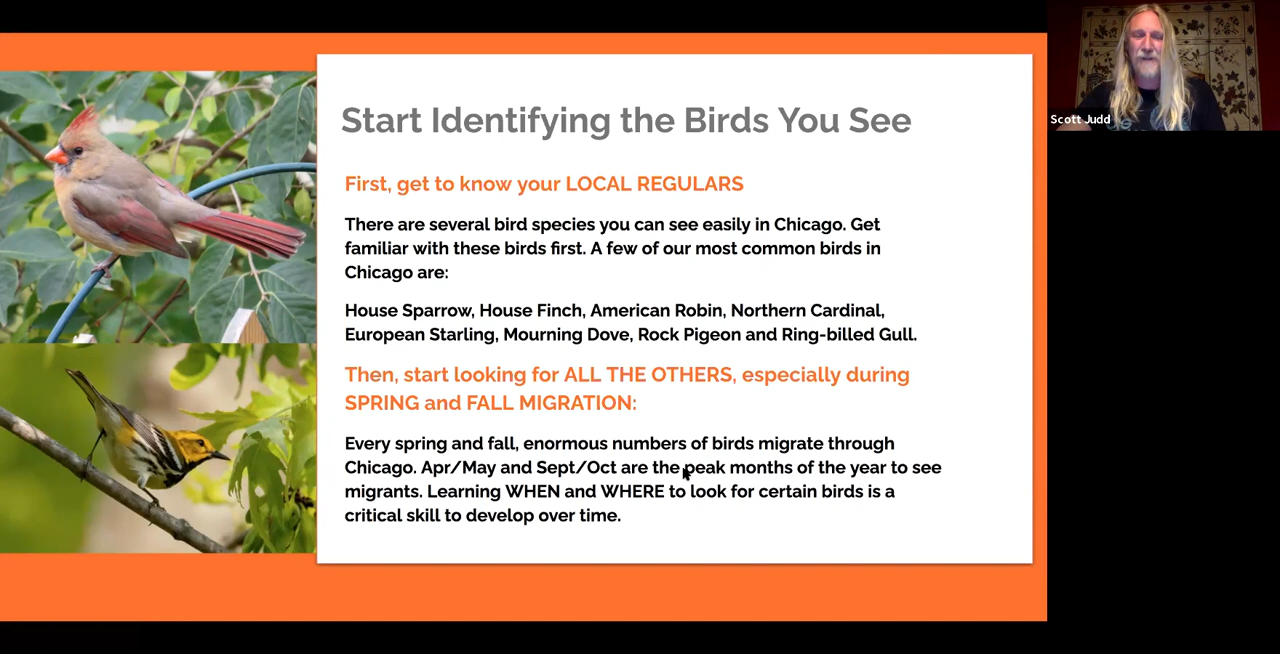 Start Identifying the Birds You See
First, get to know your LOCAL REGULARS
There are several bird species you can see easily in Chicago. Get
familiar with these birds first. A few of our most common birds in
Chicago are:
House Sparrow, House Finch, American Robin, Northern Cardinal,
European Starling, Mourning Dove, Rock Pigeon and Ring-billed Gull.
Then, start looking for ALL THE OTHERS, especially during
SPRING and FALL MIGRATION:
Every spring and fall, enormous numbers of birds migrate through
Chicago. Apr/May and Sept/Oct are the peak months of the year to see
migrants. Learning WHEN and WHERE to look for certain birds is a
critical skill to develop over time.
Scott Judd